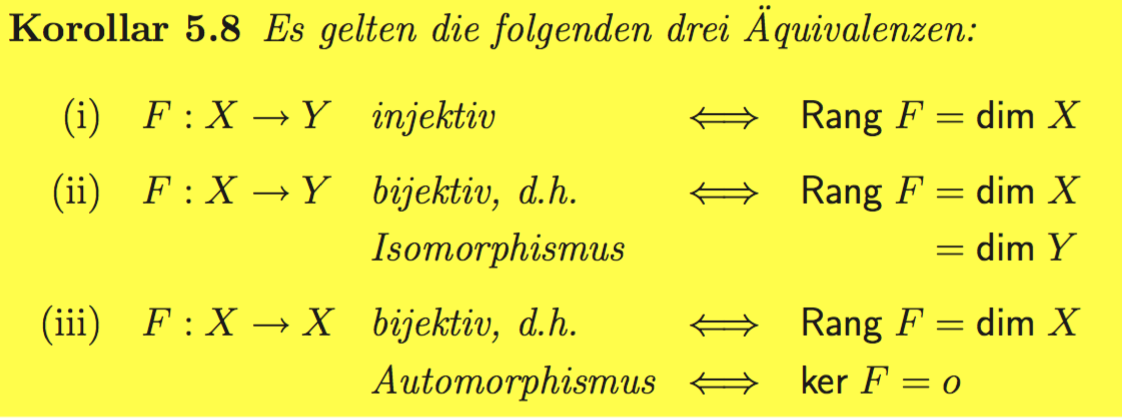 Korollar 5.8 Es gelten die folgenden drei Äquivalenzen:
(i) F : X → Y injektiv ⟺ Rang F = dim X
(ii) F : X → Y bijektiv, d.h. ⟺ Rang F = dim X
Isomorphismus = dim Y
(iii) F : X → X bijektiv, d.h. ⟺ Rang F = dim X
Automorphismus ⟺ ker F = o